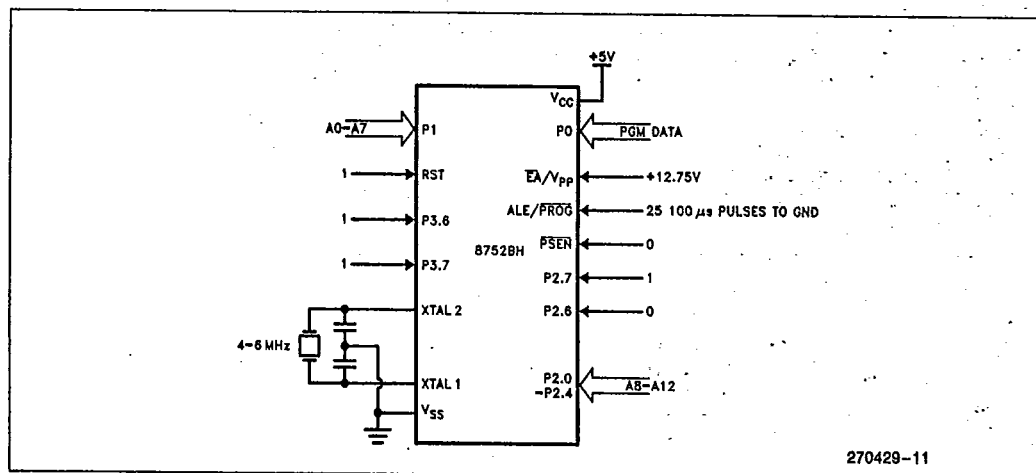 +5V
VCC
A0-A7
P1
P0
PGM DATA
1
RST
EA/VPP
+12.75V
ALE/PROG
25 100 μs PULSES TO GND
1
P3.6
PSEN
0
8752BH
1
P3.7
P2.7
1
XTAL 2
P2.6
0
4-6 MHz
XTAL 1
P2.0
-P2.4
A8-A12
VSS
270429-11